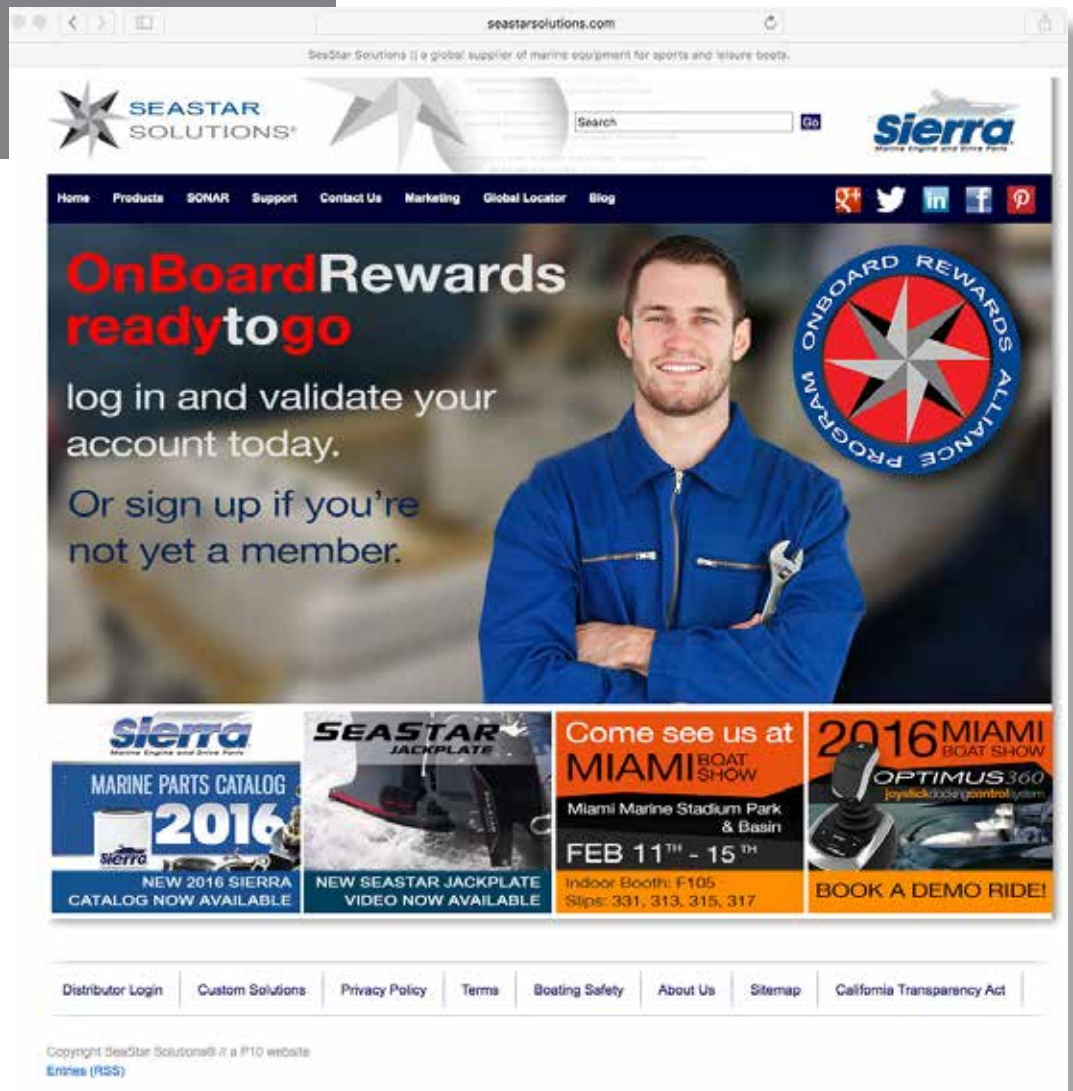 seastarsolutions.com
SeaStar Solutions || a global supplier of marine equipment for sports and leisure boats.
SEASTAR
SOLUTIONS®
Search
Go
Sierra
Marine Engine and Drive Parts
Home Products SONAR Support Contact Us Marketing Global Locator Blog
g+ in f
OnBoardRewards
readytogo
log in and validate your
account today.
Or sign up if you're
not yet a member.
ONBOARD REWARDS ALLIANCE PROGRAM
Sierra
Marine Engine and Drive Parts
MARINE PARTS CATALOG
2016
Sierra
NEW 2016 SIERRA
CATALOG NOW AVAILABLE
SEASTAR
JACKPLATE
NEW SEASTAR JACKPLATE
VIDEO NOW AVAILABLE
Come see us at
MIAMI BOAT SHOW
Miami Marine Stadium Park
& Basin
FEB 11TH - 15TH
Indoor Booth: F105
Slips: 331, 313, 315, 317
2016 MIAMI
BOAT SHOW
OPTIMUS360
joystickdockingcontrolsystem
BOOK A DEMO RIDE!
Distributor Login Custom Solutions Privacy Policy Terms Boating Safety About Us Sitemap California Transparency Act
Copyright SeaStar Solutions® // a P10 website
Entries (RSS)